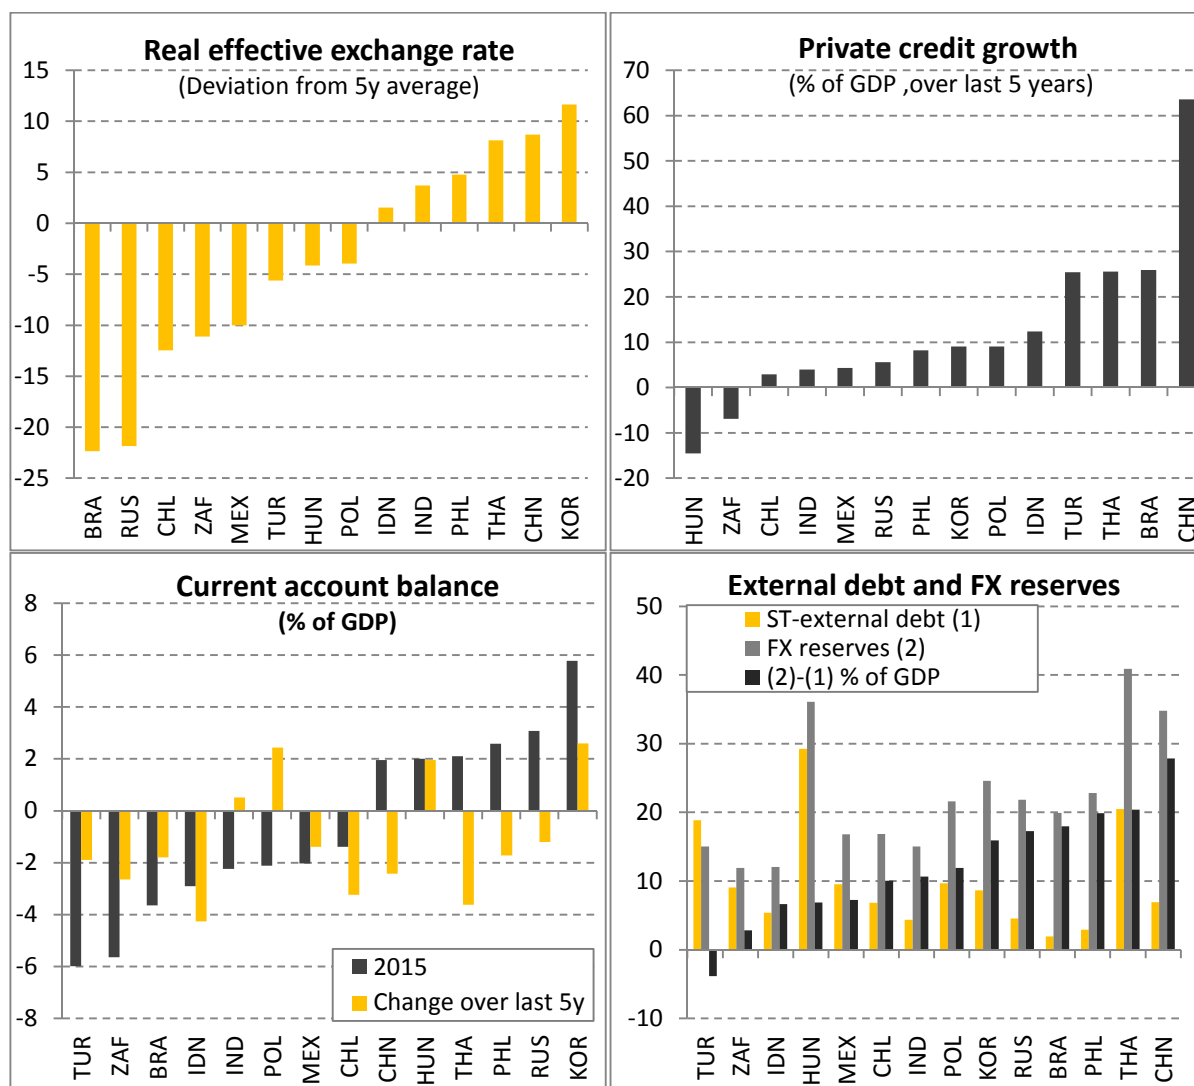 Real effective exchange rate
(Deviation from 5y average)
15
10
5
0
-5
-10
-15
-20
-25
BRA
RUS
CHL
ZAF
MEX
TUR
HUN
POL
IDN
IND
PHL
THA
CHN
KOR
Private credit growth
(% of GDP ,over last 5 years)
70
60
50
40
30
20
10
0
-10
-20
HUN
ZAF
CHL
IND
MEX
RUS
PHL
KOR
POL
IDN
TUR
THA
BRA
CHN
Current account balance
(% of GDP)
8
6
4
2
0
-2
-4
-6
-8
2015
Change over last 5y
TUR
ZAF
BRA
IDN
IND
POL
MEX
CHL
CHN
HUN
THA
PHL
RUS
KOR
External debt and FX reserves
50
40
30
20
10
0
-10
ST-external debt (1)
FX reserves (2)
(2)-(1) % of GDP
TUR
ZAF
IDN
HUN
MEX
CHL
IND
POL
KOR
RUS
BRA
PHL
THA
CHN